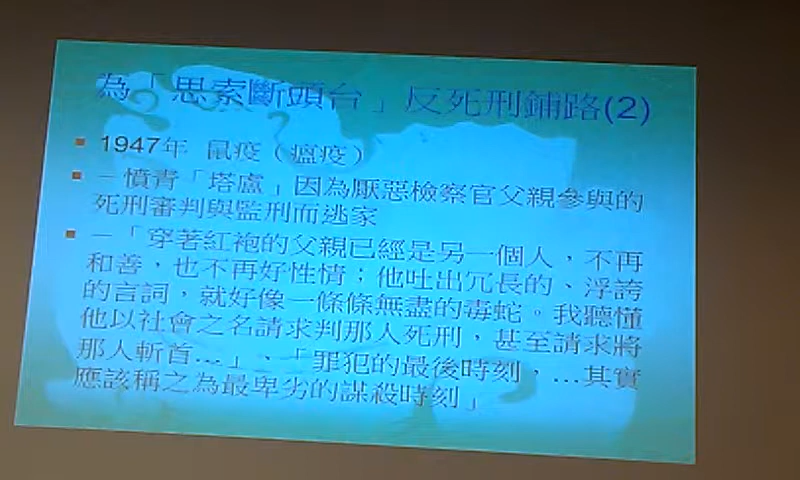 為「思索斷頭台」反死刑鋪路(2)
1947年 鼠疫（瘟疫）
－憤青「塔盧」因為厭惡檢察官父親參與的
死刑審判與監刑而逃家
－「穿著紅袍的父親已經是另一個人，不再
和善，也不再好性情；他吐出冗長的、浮誇
的言詞，就好像一條條無盡的毒蛇。我聽懂
他以社會之名請求判那人死刑，甚至請求將
那人斬首…」、「罪犯的最後時刻，…其實
應該稱之為最卑劣的謀殺時刻」